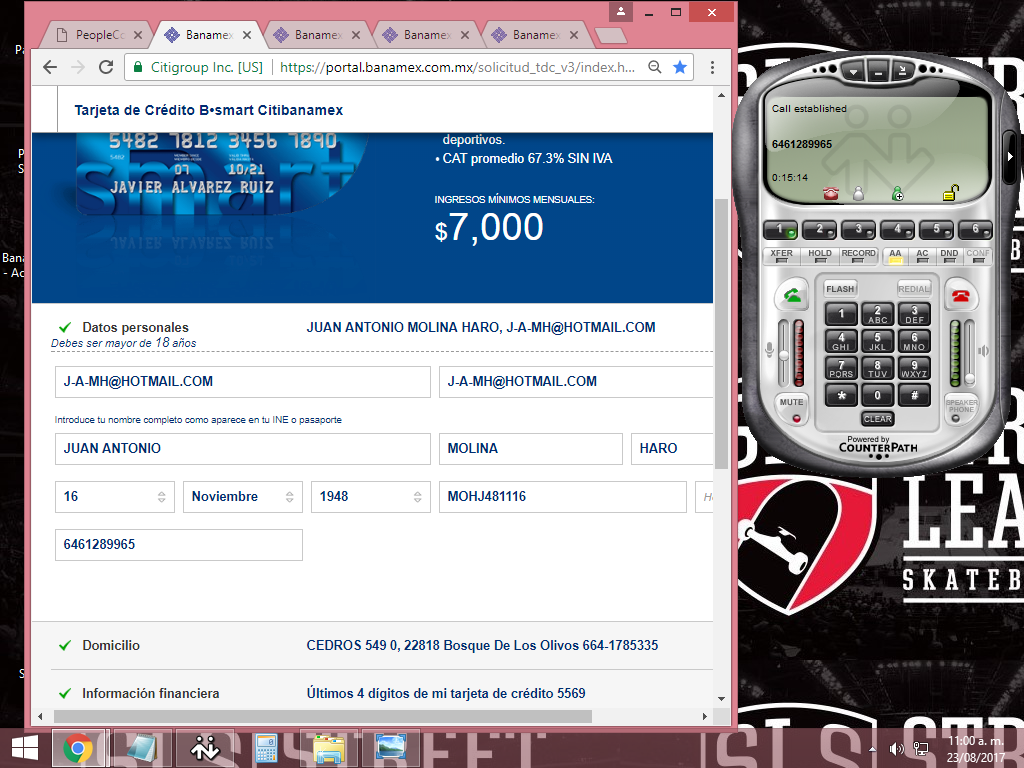 PeopleCo
Banamex
Banamex
Banamex
Banamex
Citigroup Inc. [US]
https://portal.banamex.com.mx/solicitud_tdc_v3/index.h...
Tarjeta de Crédito B•smart Citibanamex
5482 7812 3456 7890
5482
07 10/21
JAVIER ALVAREZ RUIZ
smart
deportivos.
• CAT promedio 67.3% SIN IVA
INGRESOS MÍNIMOS MENSUALES:
$7,000
Datos personales
JUAN ANTONIO MOLINA HARO, J-A-MH@HOTMAIL.COM
Debes ser mayor de 18 años
J-A-MH@HOTMAIL.COM
J-A-MH@HOTMAIL.COM
Introduce tu nombre completo como aparece en tu INE o pasaporte
JUAN ANTONIO
MOLINA
HARO
16
Noviembre
1948
MOHJ481116
6461289965
Domicilio
CEDROS 549 0, 22818 Bosque De Los Olivos 664-1785335
Información financiera
Últimos 4 dígitos de mi tarjeta de crédito 5569
Call established
6461289965
0:15:14
1 2 3 4 5 6
XFER HOLD RECORD AA AC DND CONF
FLASH REDIAL
1 2 ABC 3 DEF
4 GHI 5 JKL 6 MNO
7 PQRS 8 TUV 9 WXYZ
* 0 #
MUTE
SPEAKER PHONE
CLEAR
Powered by
COUNTERPATH
LEA
SKATEB
SLS STREET
SLS STR
11:00 a. m.
23/08/2017